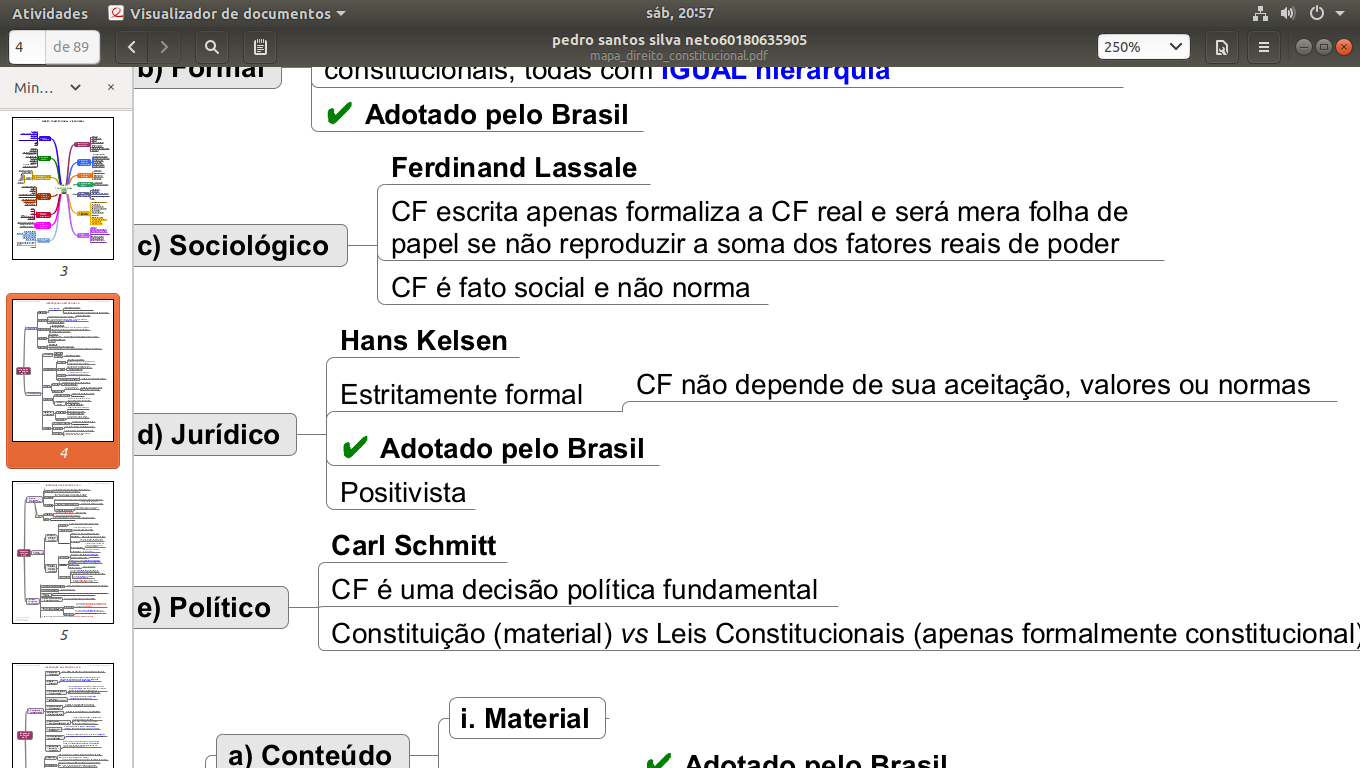 Atividades
Visualizador de documentos
sáb, 20:57
4
de 89
pedro santos silva neto60180635905
mapa_direito_constitucional.pdf
250%
Min...
3
4
5
b) Formal
constitucionais, todas com IGUAL hierarquia
✔ Adotado pelo Brasil
c) Sociológico
Ferdinand Lassale
CF escrita apenas formaliza a CF real e será mera folha de
papel se não reproduzir a soma dos fatores reais de poder
CF é fato social e não norma
d) Jurídico
Hans Kelsen
Estritamente formal
CF não depende de sua aceitação, valores ou normas
✔ Adotado pelo Brasil
Positivista
e) Político
Carl Schmitt
CF é uma decisão política fundamental
Constituição (material) vs Leis Constitucionais (apenas formalmente constitucional)
a) Conteúdo
i. Material
✔ Adotado pelo Brasil